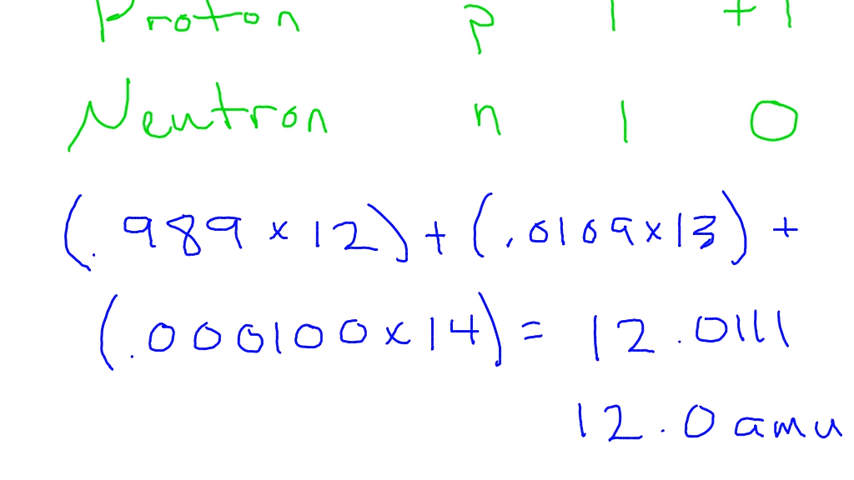 Proton p 1 +1
Neutron n 1 0
(.989 x 12) + (.0109 x 13) +
(.000100 x 14) = 12.0111
12.0 amu